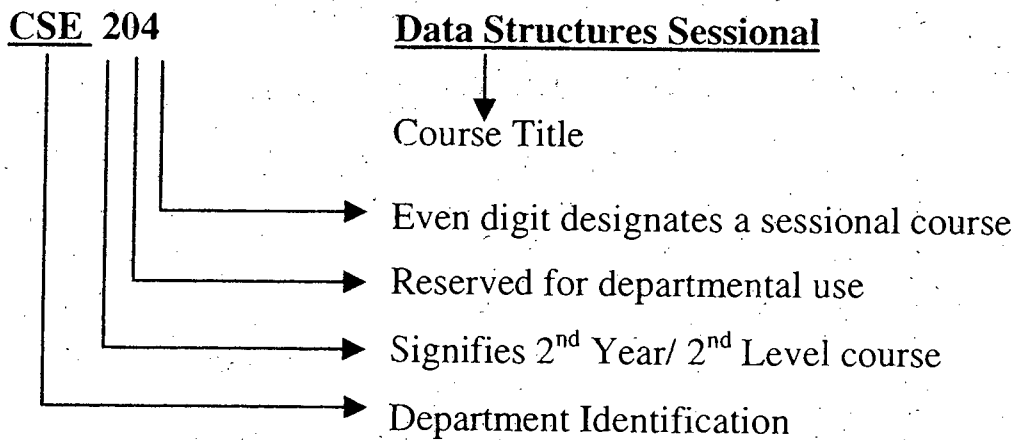 CSE 204 Data Structures Sessional
Course Title
Even digit designates a sessional course
Reserved for departmental use
Signifies 2nd Year/ 2nd Level course
Department Identification